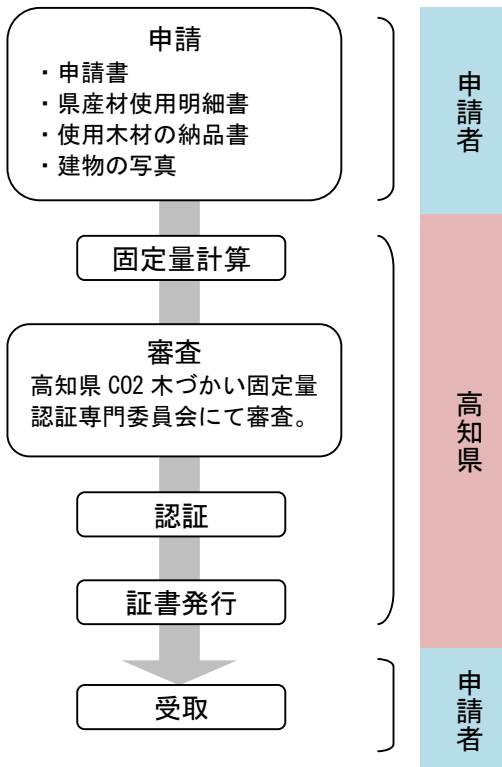 申請
・申請書
・県産材使用明細書
・使用木材の納品書
・建物の写真
申請者
固定量計算
審査
高知県 CO2 木づかい固定量
認証専門委員会にて審査。
認証
証書発行
高知県
受取
申請者